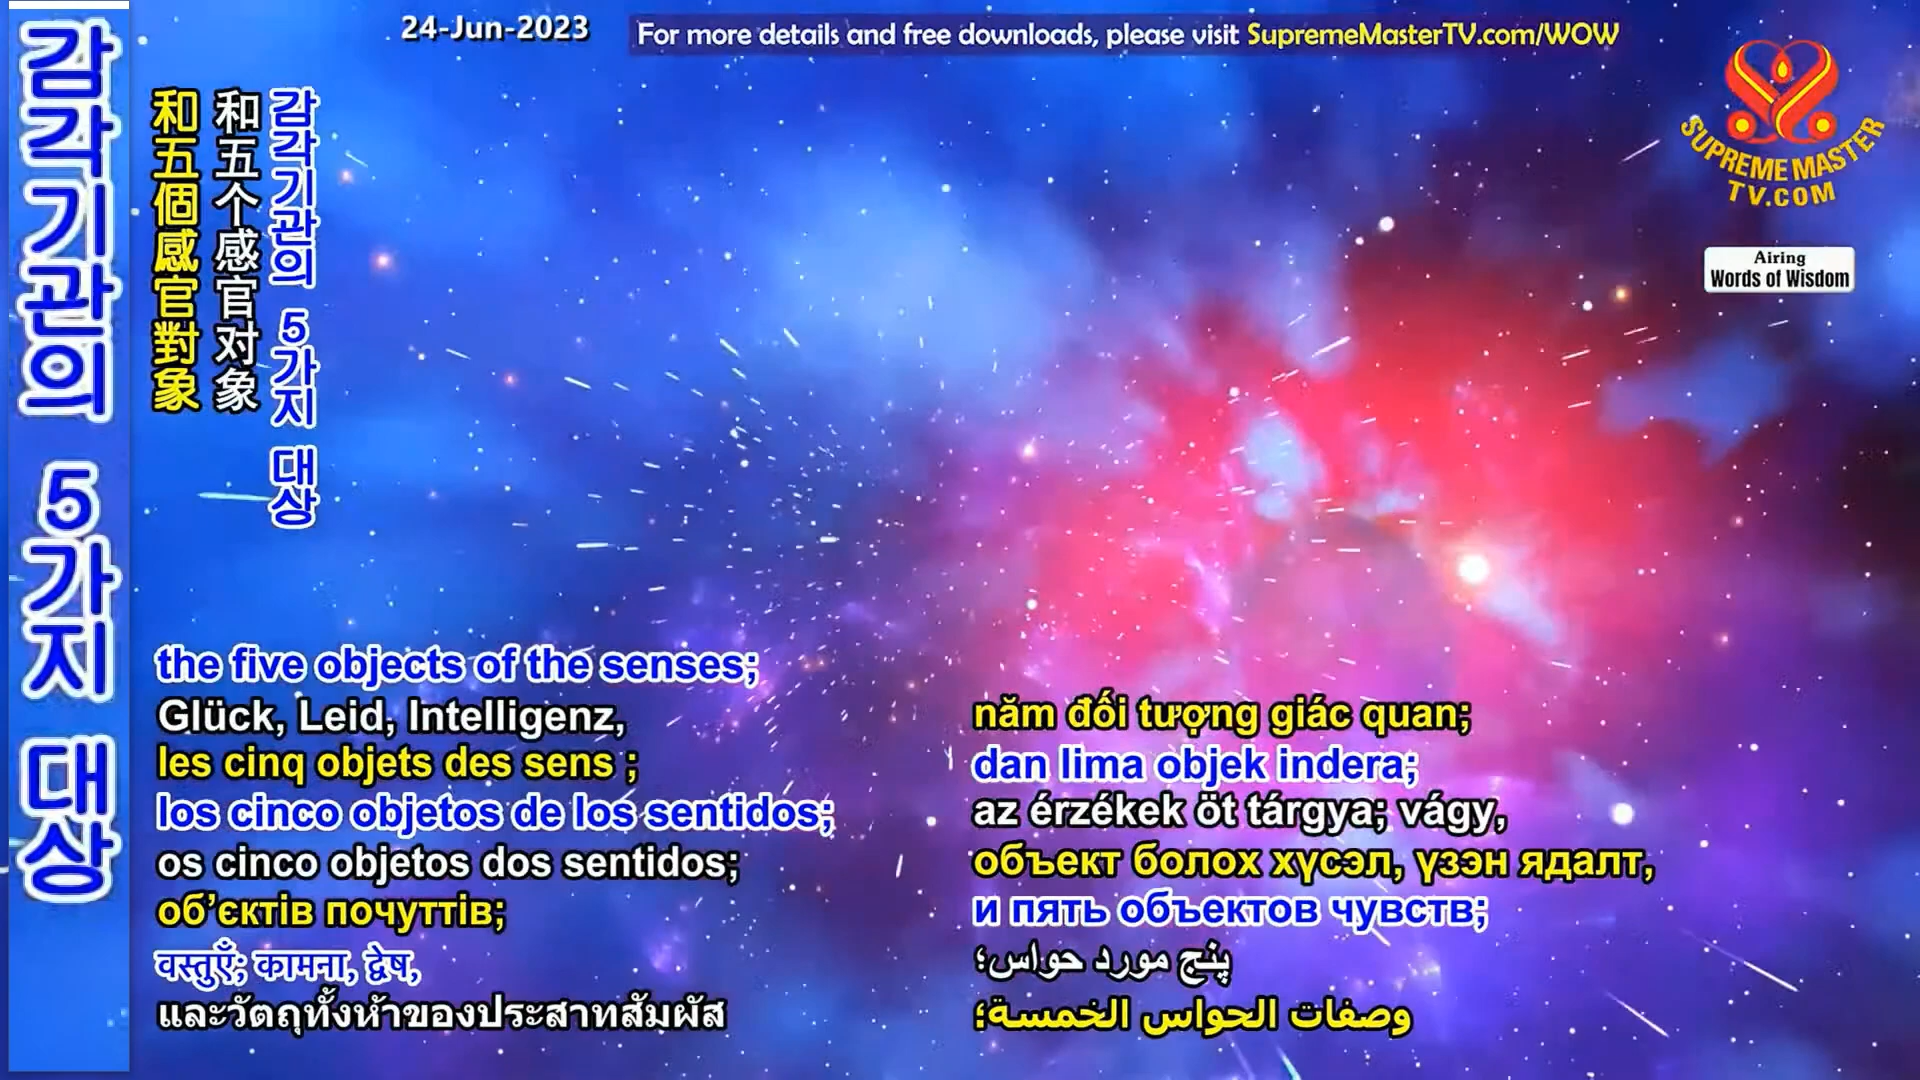 감각기관의 5가지 대상
24-Jun-2023
For more details and free downloads, please visit SupremeMasterTV.com/WOW
SUPREME MASTER
TV.COM
Airing
Words of Wisdom
감각기관의 5가지 대상
和五个感官对象
和五個感官對象
the five objects of the senses;
Glück, Leid, Intelligenz,
les cinq objets des sens ;
los cinco objetos de los sentidos;
os cinco objetos dos sentidos;
об’єктів почуттів;
वस्तुएँ; कामना, द्वेष,
และวัตถุทั้งห้าของประสาทสัมผัส
năm đối tượng giác quan;
dan lima objek indera;
az érzékek öt tárgya; vágy,
объект болох хүсэл, үзэн ядалт,
и пять объектов чувств;
پنج مورد حواس؛
وصفات الحواس الخمسة؛